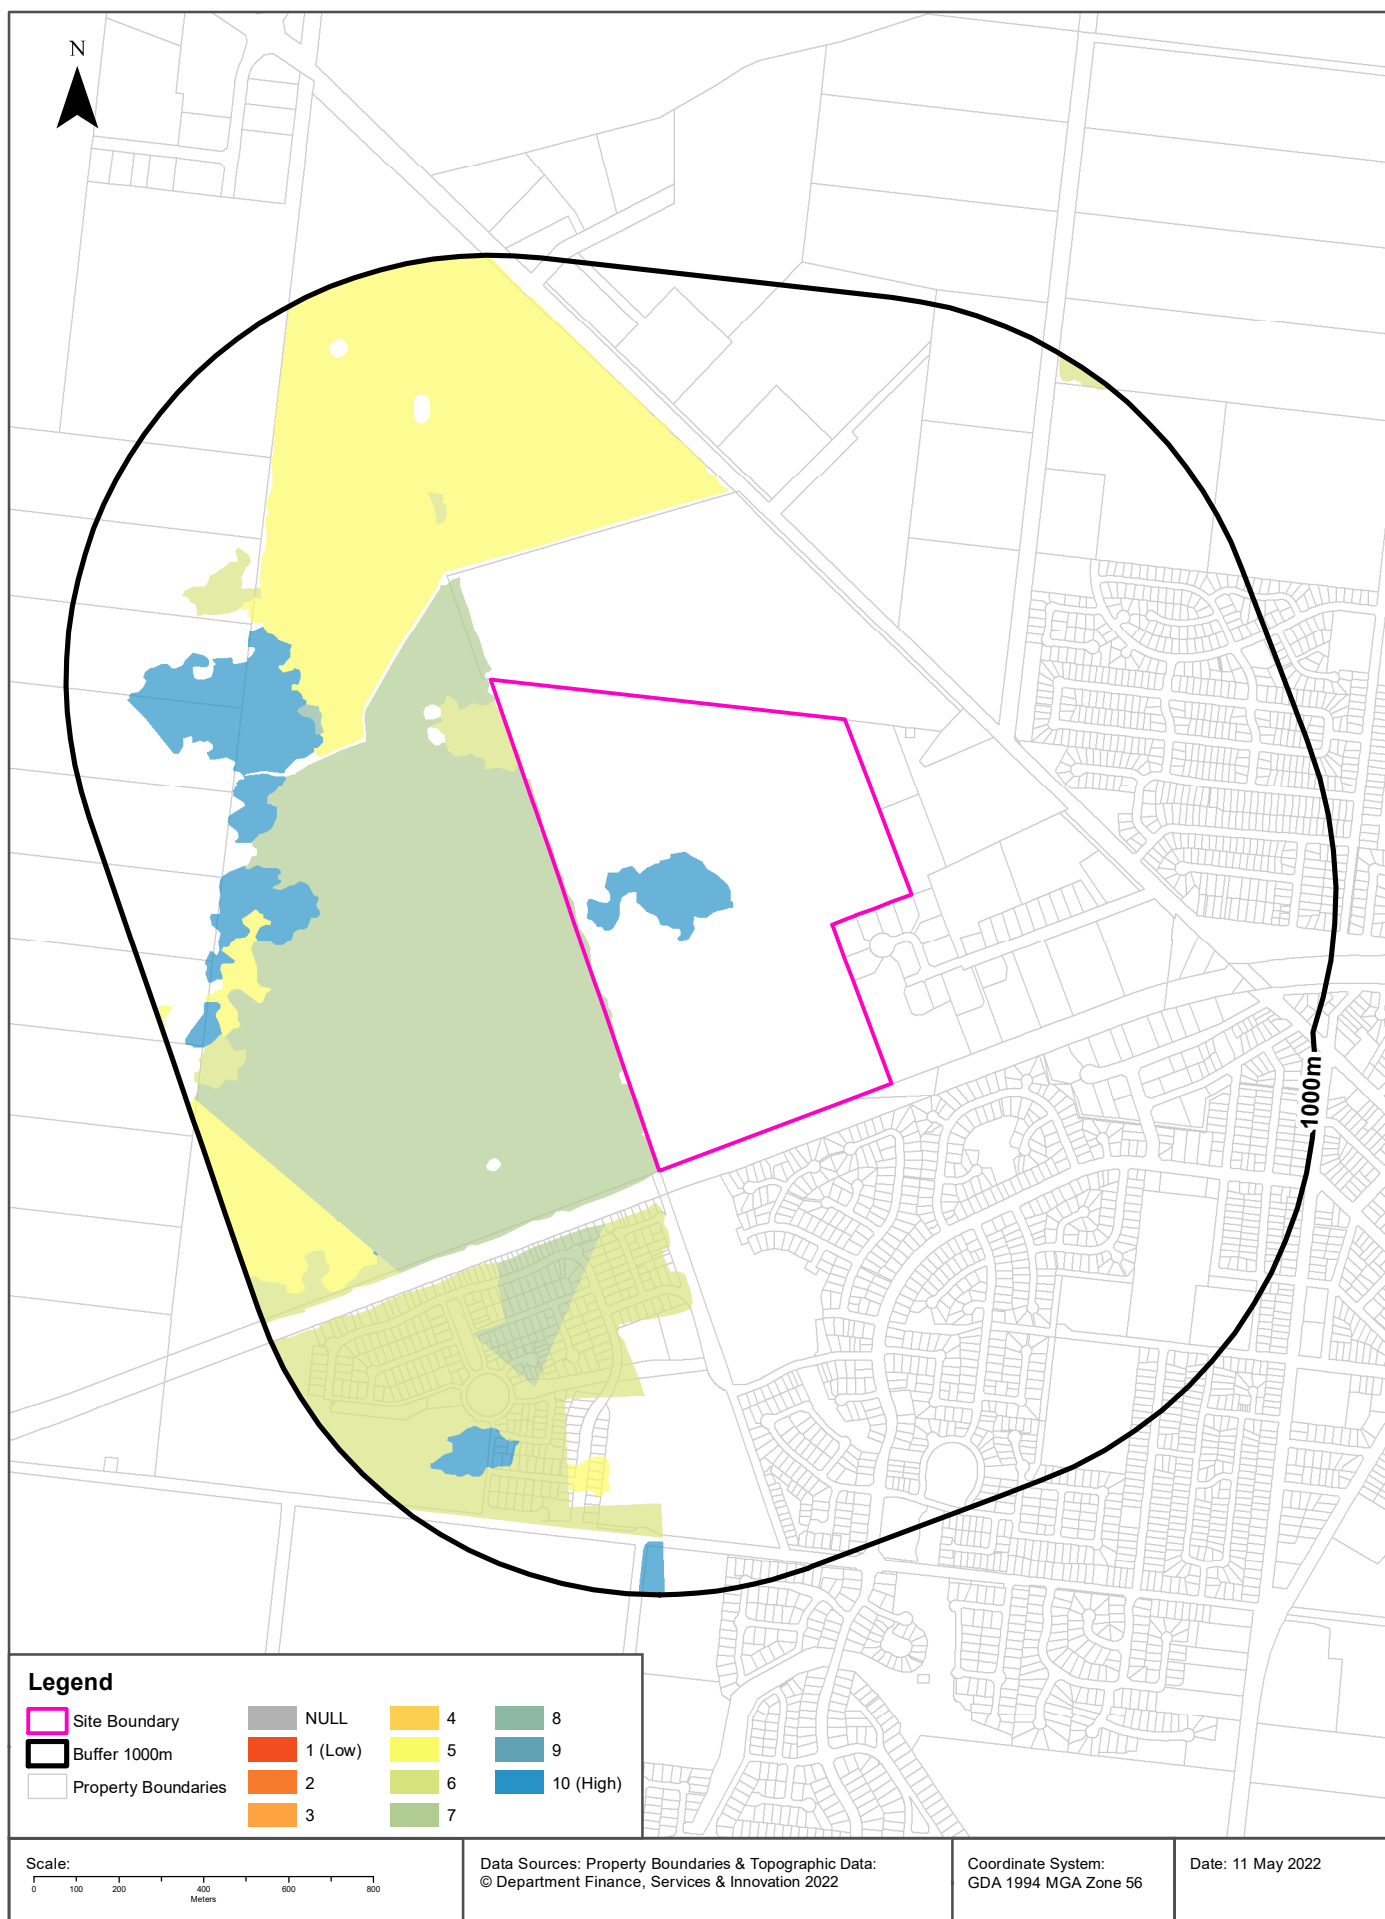 N
1000m
Legend
Site Boundary
Buffer 1000m
Property Boundaries
NULL
1 (Low)
2
3
4
5
6
7
8
9
10 (High)
Scale:
0 100 200 400 600 800
Meters
Data Sources: Property Boundaries & Topographic Data:
© Department Finance, Services & Innovation 2022
Coordinate System:
GDA 1994 MGA Zone 56
Date: 11 May 2022